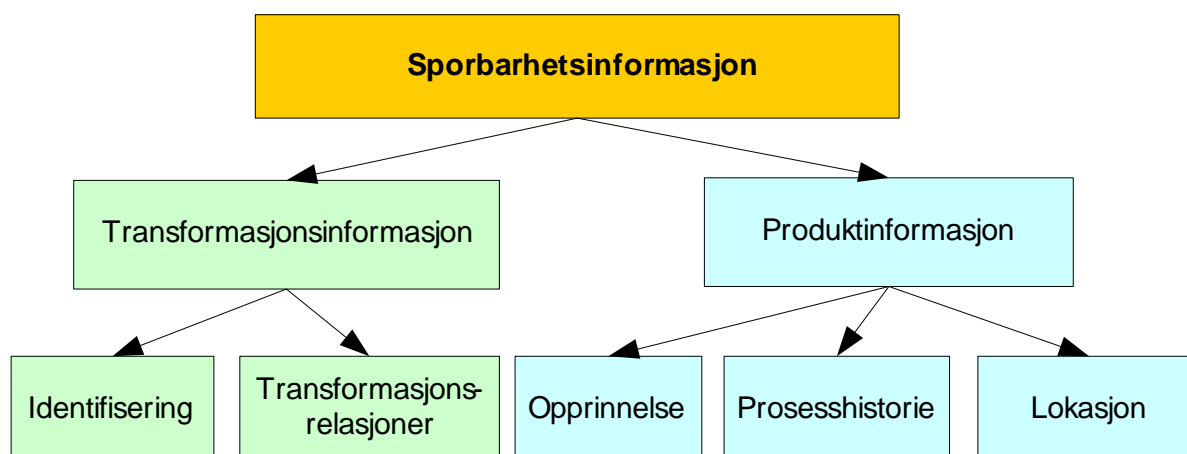 Sporbarhetsinformasjon
Transformasjonsinformasjon
Produktinformasjon
Identifisering
Transformasjons-
relasjoner
Opprinnelse
Prosesshistorie
Lokasjon